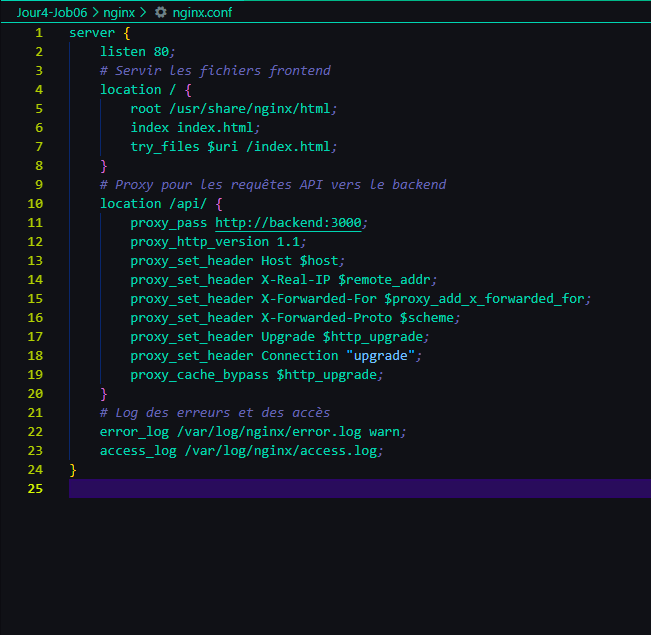 Jour4-Job06 > nginx > nginx.conf
1 server {
2     listen 80;
3     # Servir les fichiers frontend
4     location / {
5         root /usr/share/nginx/html;
6         index index.html;
7         try_files $uri /index.html;
8     }
9     # Proxy pour les requêtes API vers le backend
10     location /api/ {
11         proxy_pass http://backend:3000;
12         proxy_http_version 1.1;
13         proxy_set_header Host $host;
14         proxy_set_header X-Real-IP $remote_addr;
15         proxy_set_header X-Forwarded-For $proxy_add_x_forwarded_for;
16         proxy_set_header X-Forwarded-Proto $scheme;
17         proxy_set_header Upgrade $http_upgrade;
18         proxy_set_header Connection "upgrade";
19         proxy_cache_bypass $http_upgrade;
20     }
21     # Log des erreurs et des accès
22     error_log /var/log/nginx/error.log warn;
23     access_log /var/log/nginx/access.log;
24 }
25